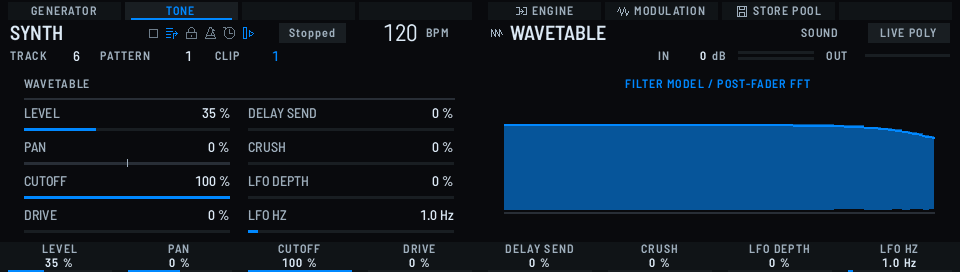 GENERATOR TONE ENGINE MODULATION STORE POOL
SYNTH Stopped 120 BPM WAVETABLE SOUND LIVE POLY
TRACK 6 PATTERN 1 CLIP 1 IN 0 dB OUT
WAVETABLE FILTER MODEL / POST-FADER FFT
LEVEL 35 % DELAY SEND 0 %
PAN 0 % CRUSH 0 %
CUTOFF 100 % LFO DEPTH 0 %
DRIVE 0 % LFO HZ 1.0 Hz
LEVEL PAN CUTOFF DRIVE DELAY SEND CRUSH LFO DEPTH LFO HZ
35 % 0 % 100 % 0 % 0 % 0 % 0 % 1.0 Hz